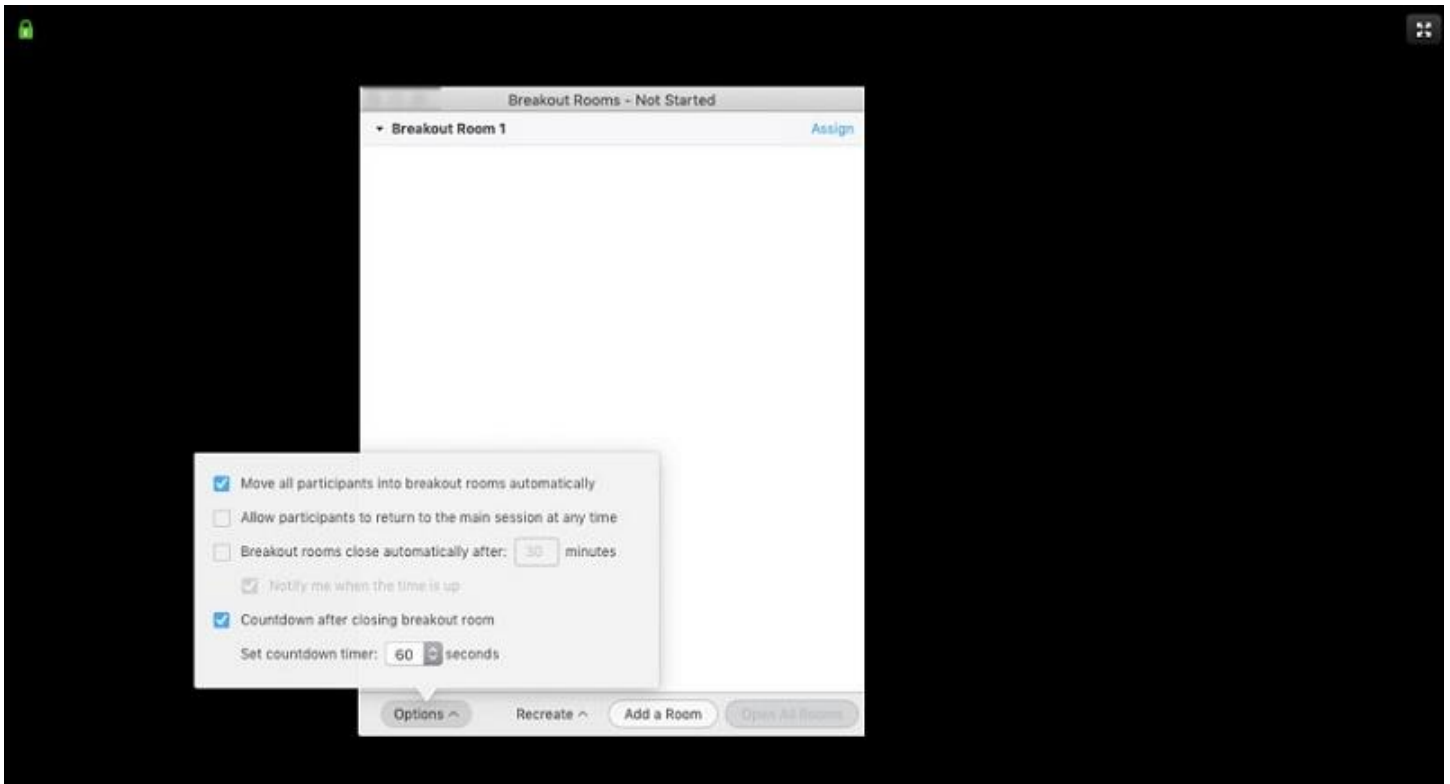 Breakout Rooms - Not Started
Breakout Room 1 Assign
Move all participants into breakout rooms automatically
Allow participants to return to the main session at any time
Breakout rooms close automatically after: 30 minutes
Notify me when the time is up
Countdown after closing breakout room
Set countdown timer: 60 seconds
Options Recreate Add a Room Open All Rooms